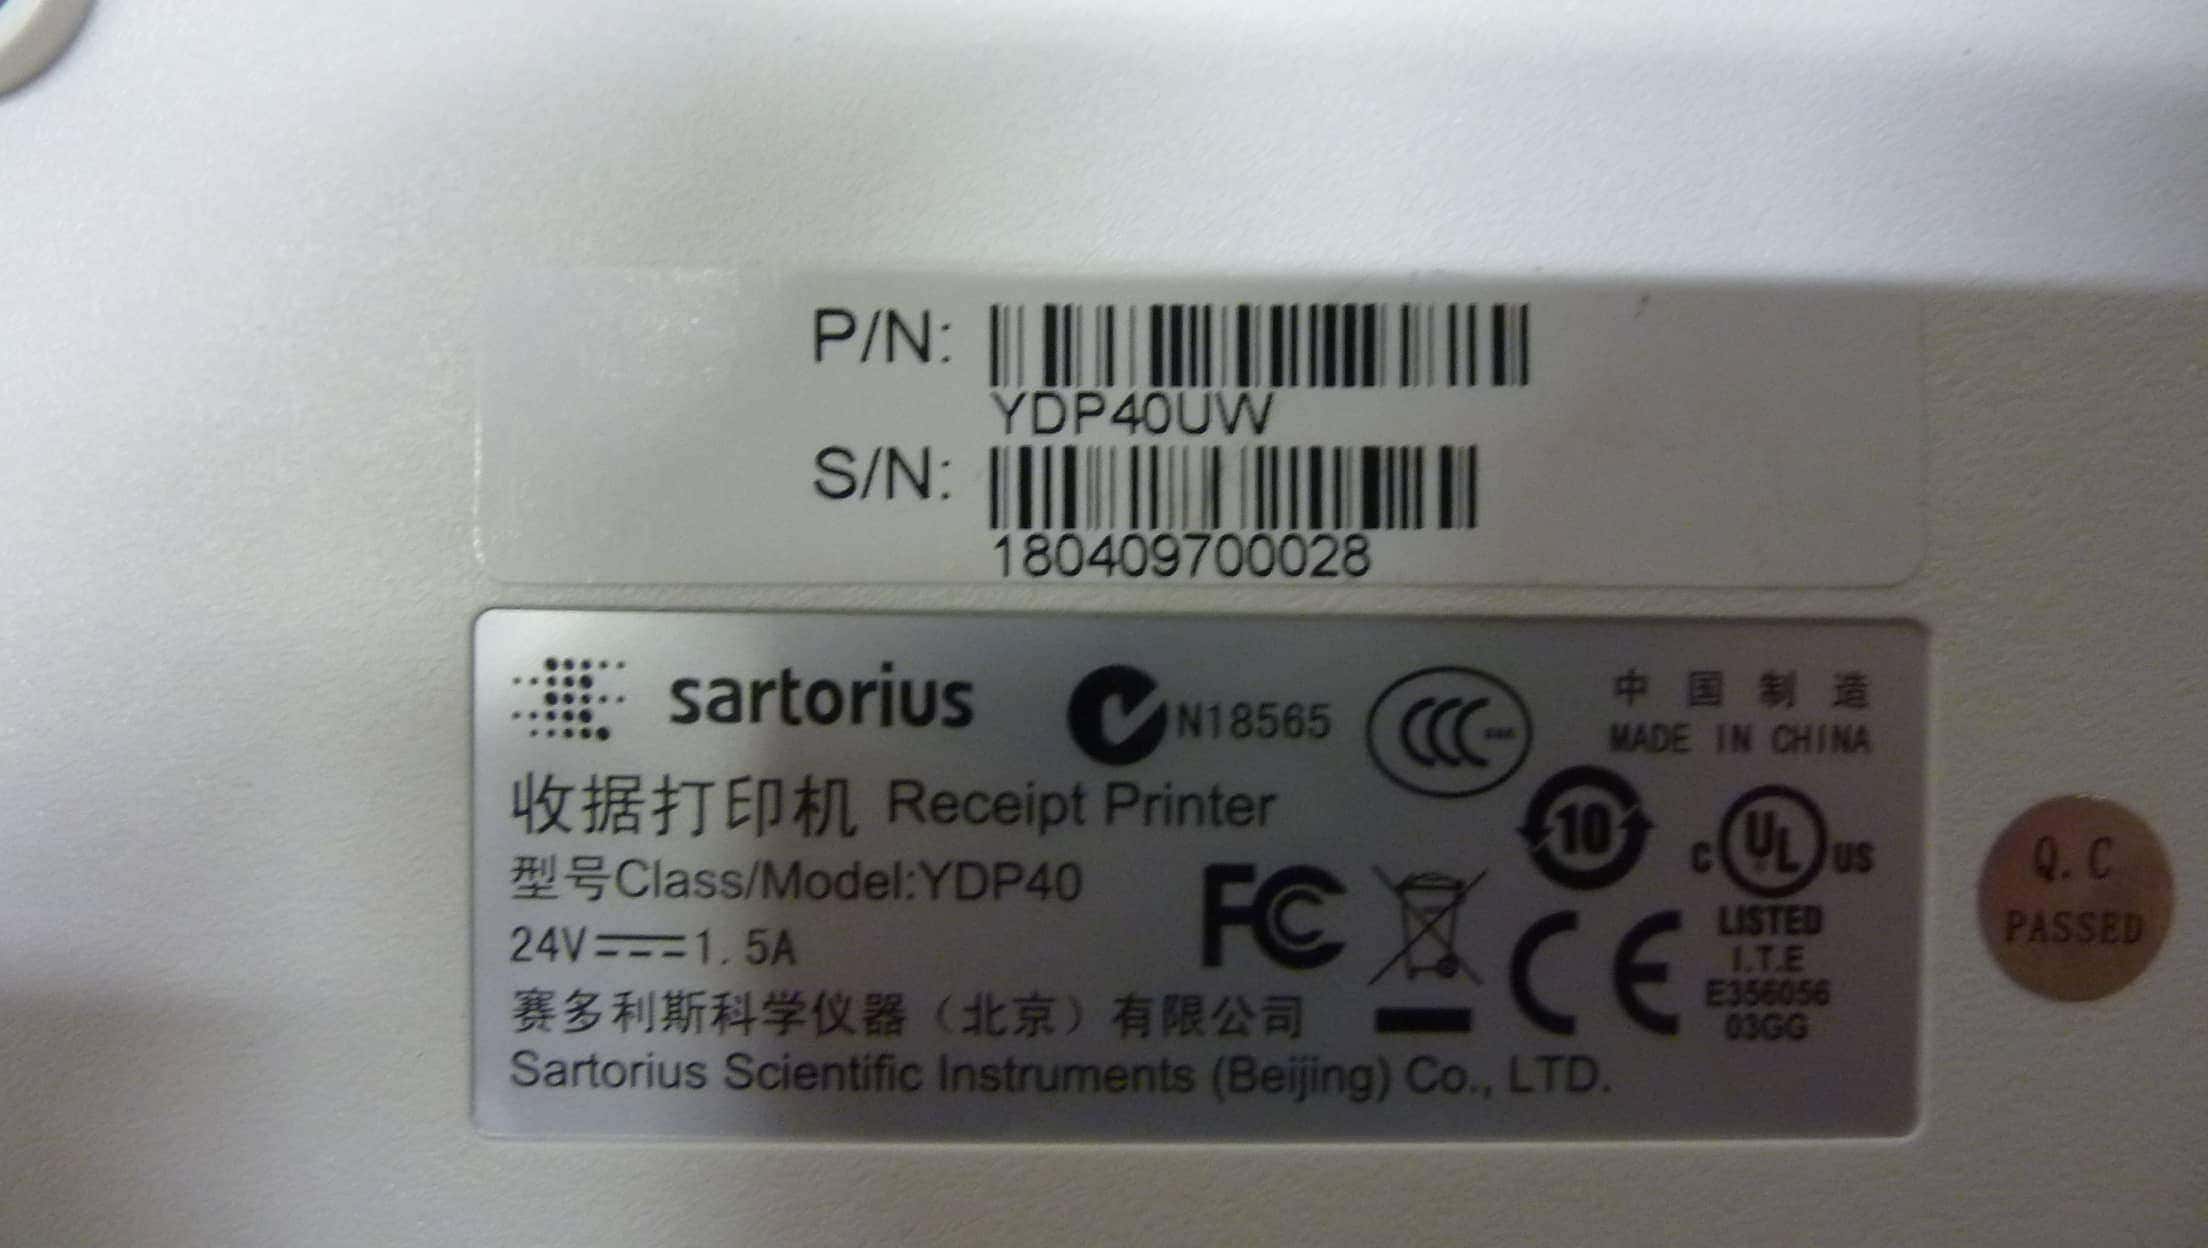 P/N:
YDP40UW
S/N:
180409700028
sartorius
N18565
中国制造
MADE IN CHINA
收据打印机 Receipt Printer
型号Class/Model:YDP40
24V 1.5A
赛多利斯科学仪器（北京）有限公司
Sartorius Scientific Instruments (Beijing) Co., LTD.
FC
CE
CCC
10
c UL us
LISTED
I.T.E
E356056
03GG
Q.C
PASSED